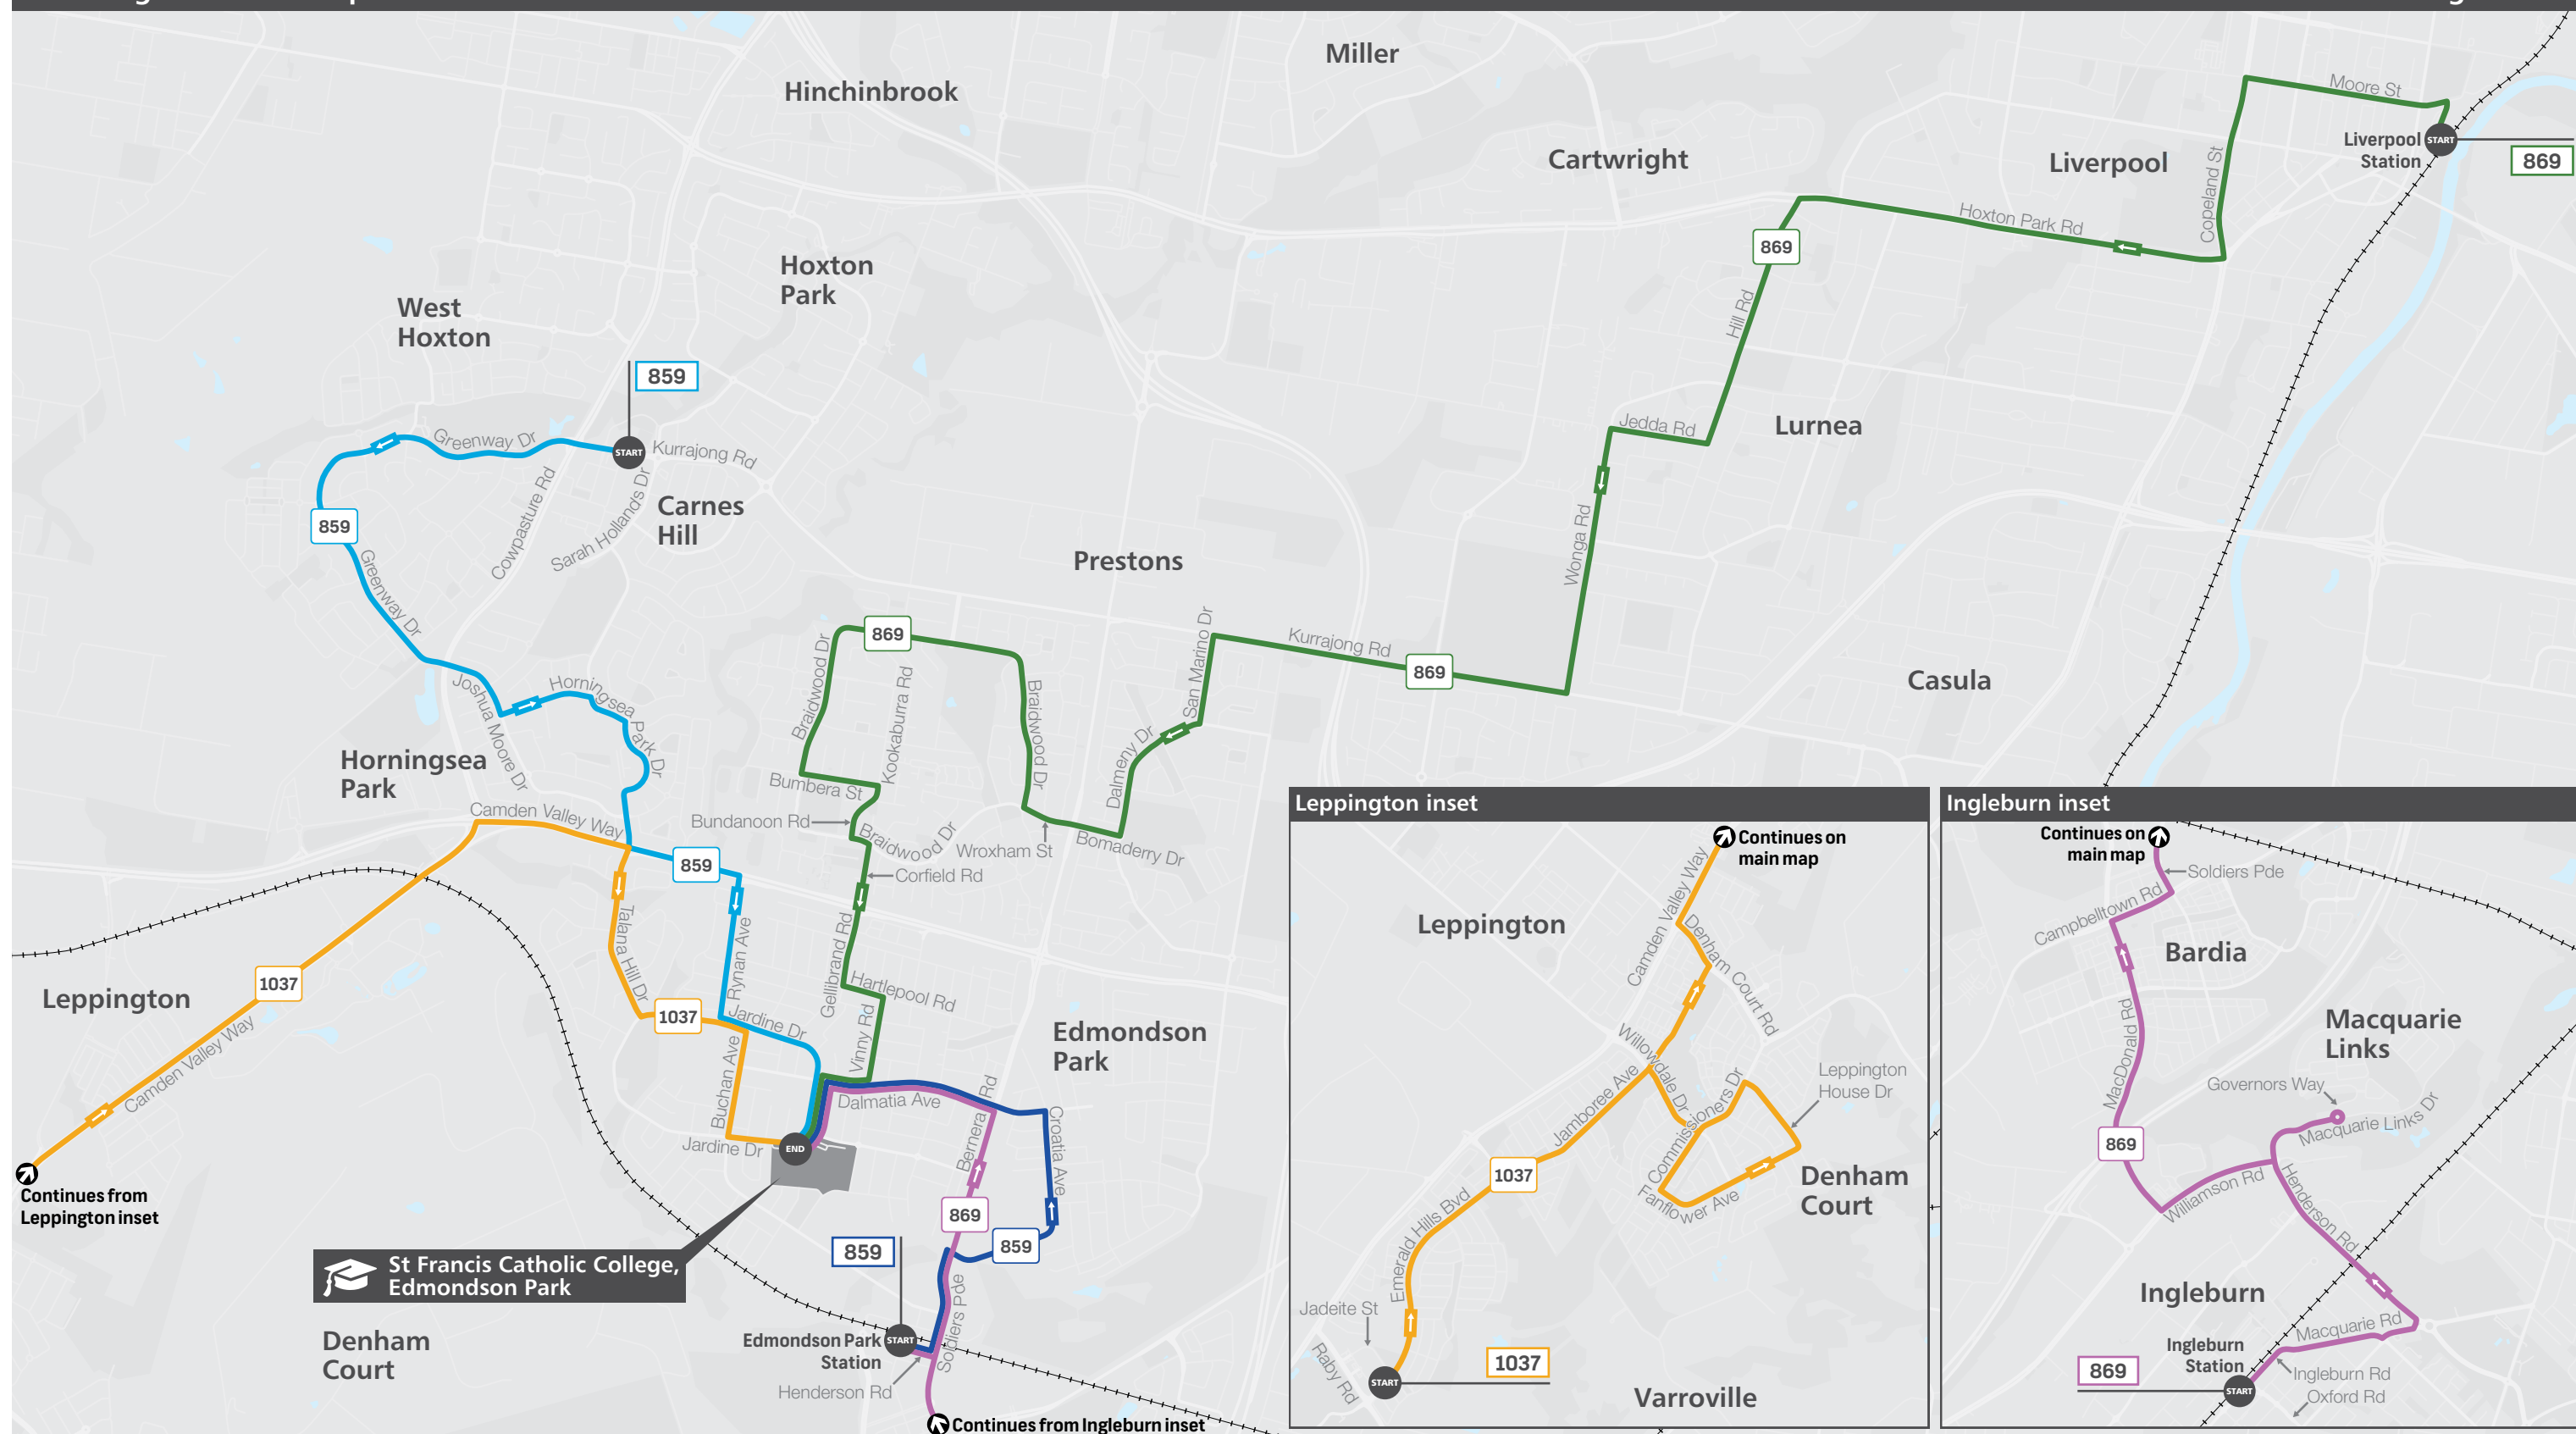 Miller
Hinchinbrook
Moore St
Liverpool
Station
START
869
Cartwright
Liverpool
Copeland St
Hoxton Park Rd
869
Hoxton
Park
West
Hoxton
Hill Rd
859
Greenway Dr
START
Kurrajong Rd
Jedda Rd
Lurnea
Cowpasture Rd
Sarah Hollands Dr
Carnes
Hill
859
Greenway Dr
Wonga Rd
Prestons
869
Braidwood Dr
Kookaburra Rd
Braidwood Dr
San Marino Dr
Kurrajong Rd
869
Casula
Joshua Moore Dr
Horningsea Park Dr
Horningsea
Park
Dalmeny Dr
Bumbera St
Camden Valley Way
Bundanoon Rd
Braidwood Dr
Wroxham St
Bomaderry Dr
859
Corfield Rd
Talana Hill Dr
Rynan Ave
Gellibrand Rd
Hartlepool Rd
1037
Leppington
1037
Jardine Dr
Vinny Rd
Edmondson
Park
Camden Valley Way
Buchan Ave
Dalmatia Ave
Bernera Rd
Croatia Ave
Jardine Dr
END
Continues from
Leppington inset
869
859
859
St Francis Catholic College,
Edmondson Park
Soldiers Pde
Denham
Court
Edmondson Park
Station
START
Henderson Rd
Continues from Ingleburn inset
Leppington inset
Continues on
main map
Camden Valley Way
Leppington
Denham Court Rd
Willowdale Dr
Jamboree Ave
Commissioners Dr
Leppington
House Dr
1037
Fanflower Ave
Denham
Court
Emerald Hills Bvd
Jadeite St
Raby Rd
START
1037
Varroville
Ingleburn inset
Continues on
main map
Soldiers Pde
Campbelltown Rd
Bardia
MacDonald Rd
Macquarie
Links
Governors Way
Macquarie Links Dr
869
Williamson Rd
Henderson Rd
Ingleburn
Macquarie Rd
Ingleburn
Station
869
START
Ingleburn Rd
Oxford Rd